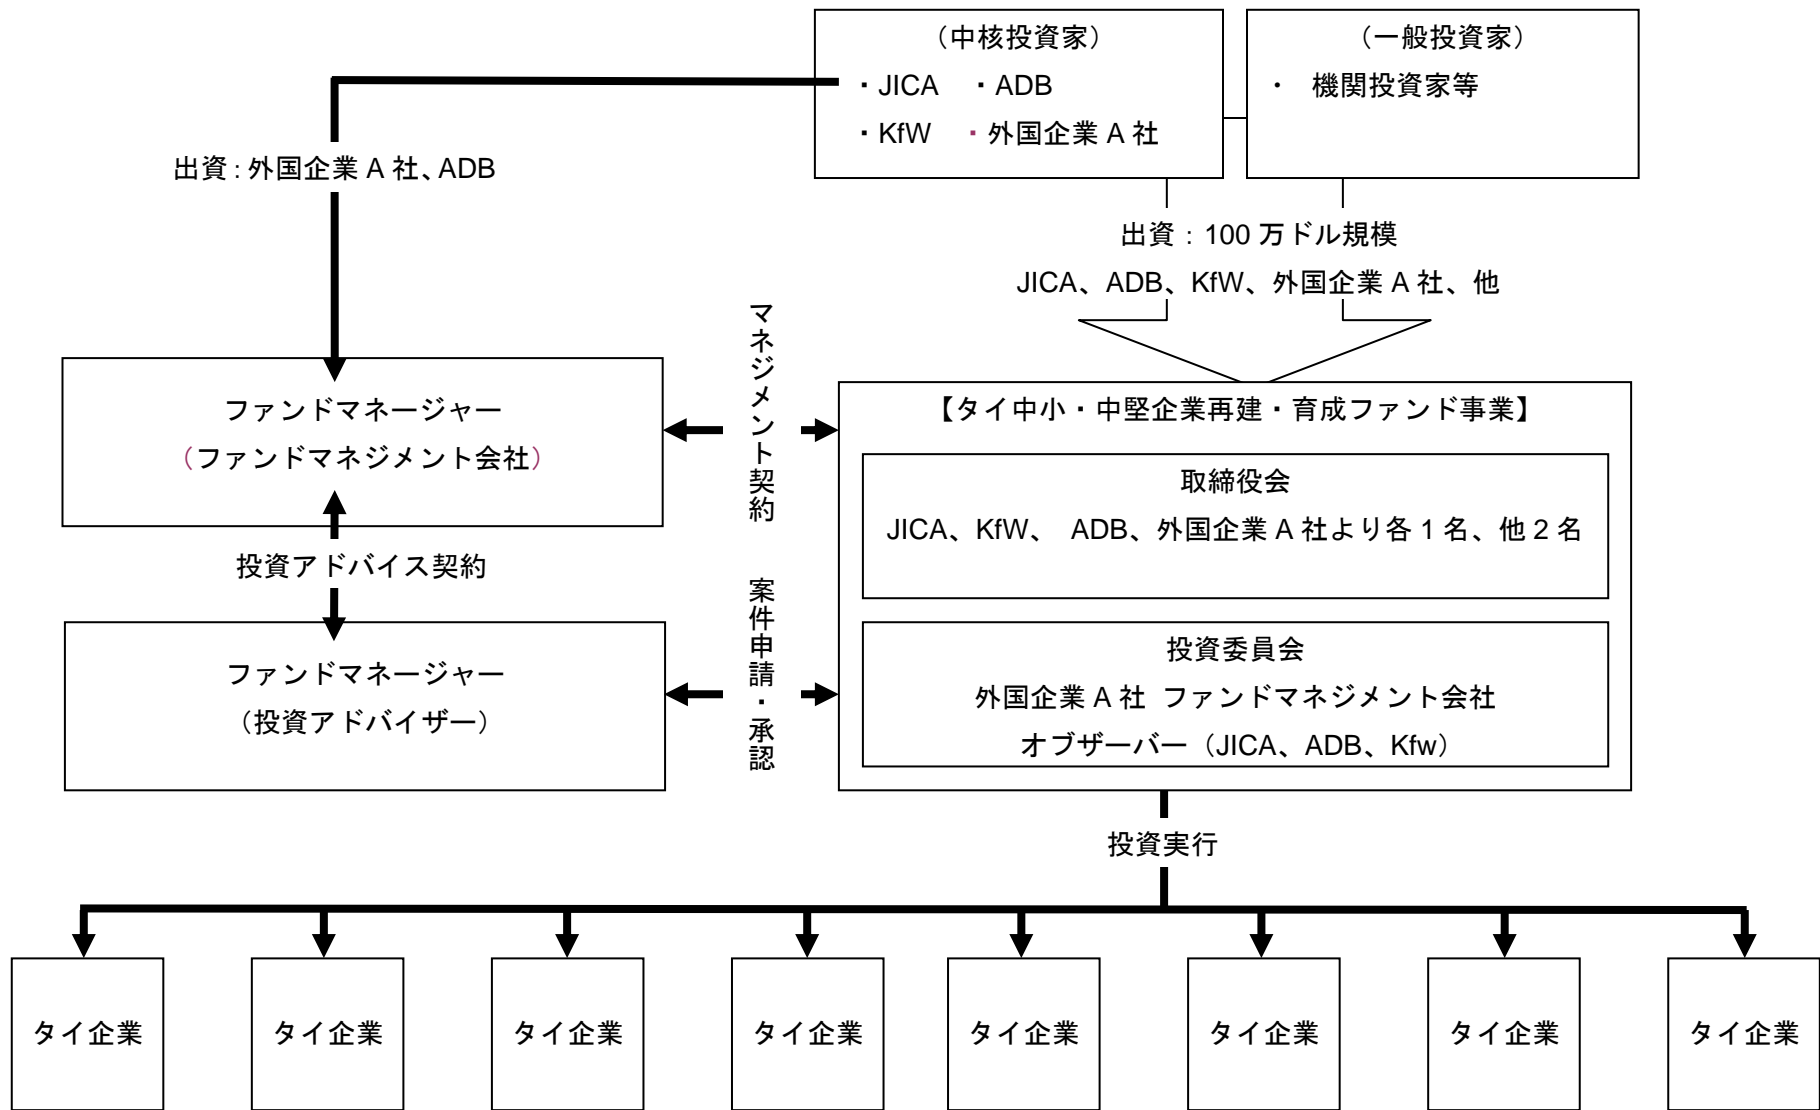 （中核投資家）
・JICA ・ADB
・KfW ・外国企業 A 社
（一般投資家）
・ 機関投資家等
出資：外国企業 A 社、ADB
出資：100 万ドル規模
JICA、ADB、KfW、外国企業 A 社、他
ファンドマネージャー
（ファンドマネジメント会社）
マネジメント契約
【タイ中小・中堅企業再建・育成ファンド事業】
取締役会
JICA、KfW、 ADB、外国企業 A 社より各 1 名、他 2 名
投資アドバイス契約
ファンドマネージャー
（投資アドバイザー）
案件申請・承認
投資委員会
外国企業 A 社 ファンドマネジメント会社
オブザーバー（JICA、ADB、Kfw）
投資実行
タイ企業
タイ企業
タイ企業
タイ企業
タイ企業
タイ企業
タイ企業
タイ企業